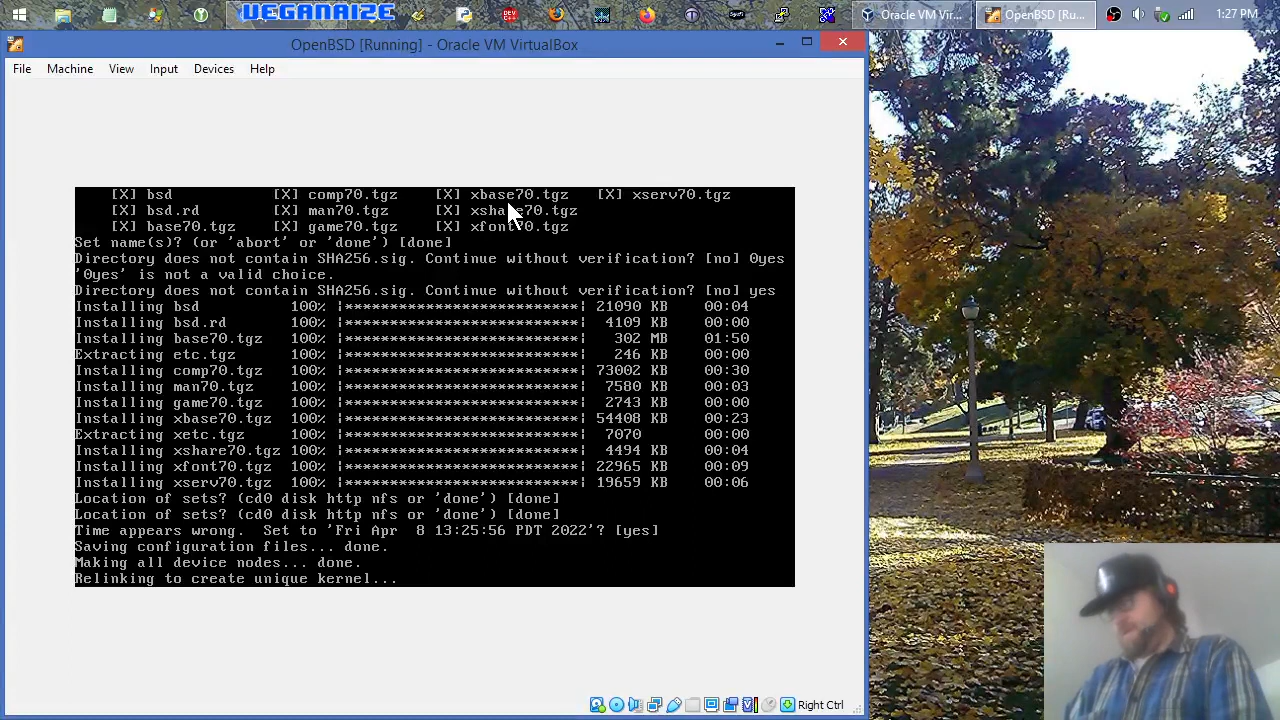 VEGANAIZE
Oracle VM Vir...
OpenBSD [Ru...
1:27 PM
OpenBSD [Running] - Oracle VM VirtualBox
File Machine View Input Devices Help
[X] bsd [X] comp70.tgz [X] xbase70.tgz [X] xserv70.tgz
[X] bsd.rd [X] man70.tgz [X] xshare70.tgz
[X] base70.tgz [X] game70.tgz [X] xfont70.tgz
Set name(s)? (or 'abort' or 'done') [done]
Directory does not contain SHA256.sig. Continue without verification? [no] 0yes
'0yes' is not a valid choice.
Directory does not contain SHA256.sig. Continue without verification? [no] yes
Installing bsd 100% |**************************| 21090 KB 00:04
Installing bsd.rd 100% |**************************| 4109 KB 00:00
Installing base70.tgz 100% |**************************| 302 MB 01:50
Extracting etc.tgz 100% |**************************| 246 KB 00:00
Installing comp70.tgz 100% |**************************| 73002 KB 00:30
Installing man70.tgz 100% |**************************| 7580 KB 00:03
Installing game70.tgz 100% |**************************| 2743 KB 00:00
Installing xbase70.tgz 100% |**************************| 54408 KB 00:23
Extracting xetc.tgz 100% |**************************| 7070 00:00
Installing xshare70.tgz 100% |**************************| 4494 KB 00:04
Installing xfont70.tgz 100% |**************************| 22965 KB 00:09
Installing xserv70.tgz 100% |**************************| 19659 KB 00:06
Location of sets? (cd0 disk http nfs or 'done') [done]
Location of sets? (cd0 disk http nfs or 'done') [done]
Time appears wrong. Set to 'Fri Apr 8 13:25:56 PDT 2022'? [yes]
Saving configuration files... done.
Making all device nodes... done.
Relinking to create unique kernel...
Right Ctrl